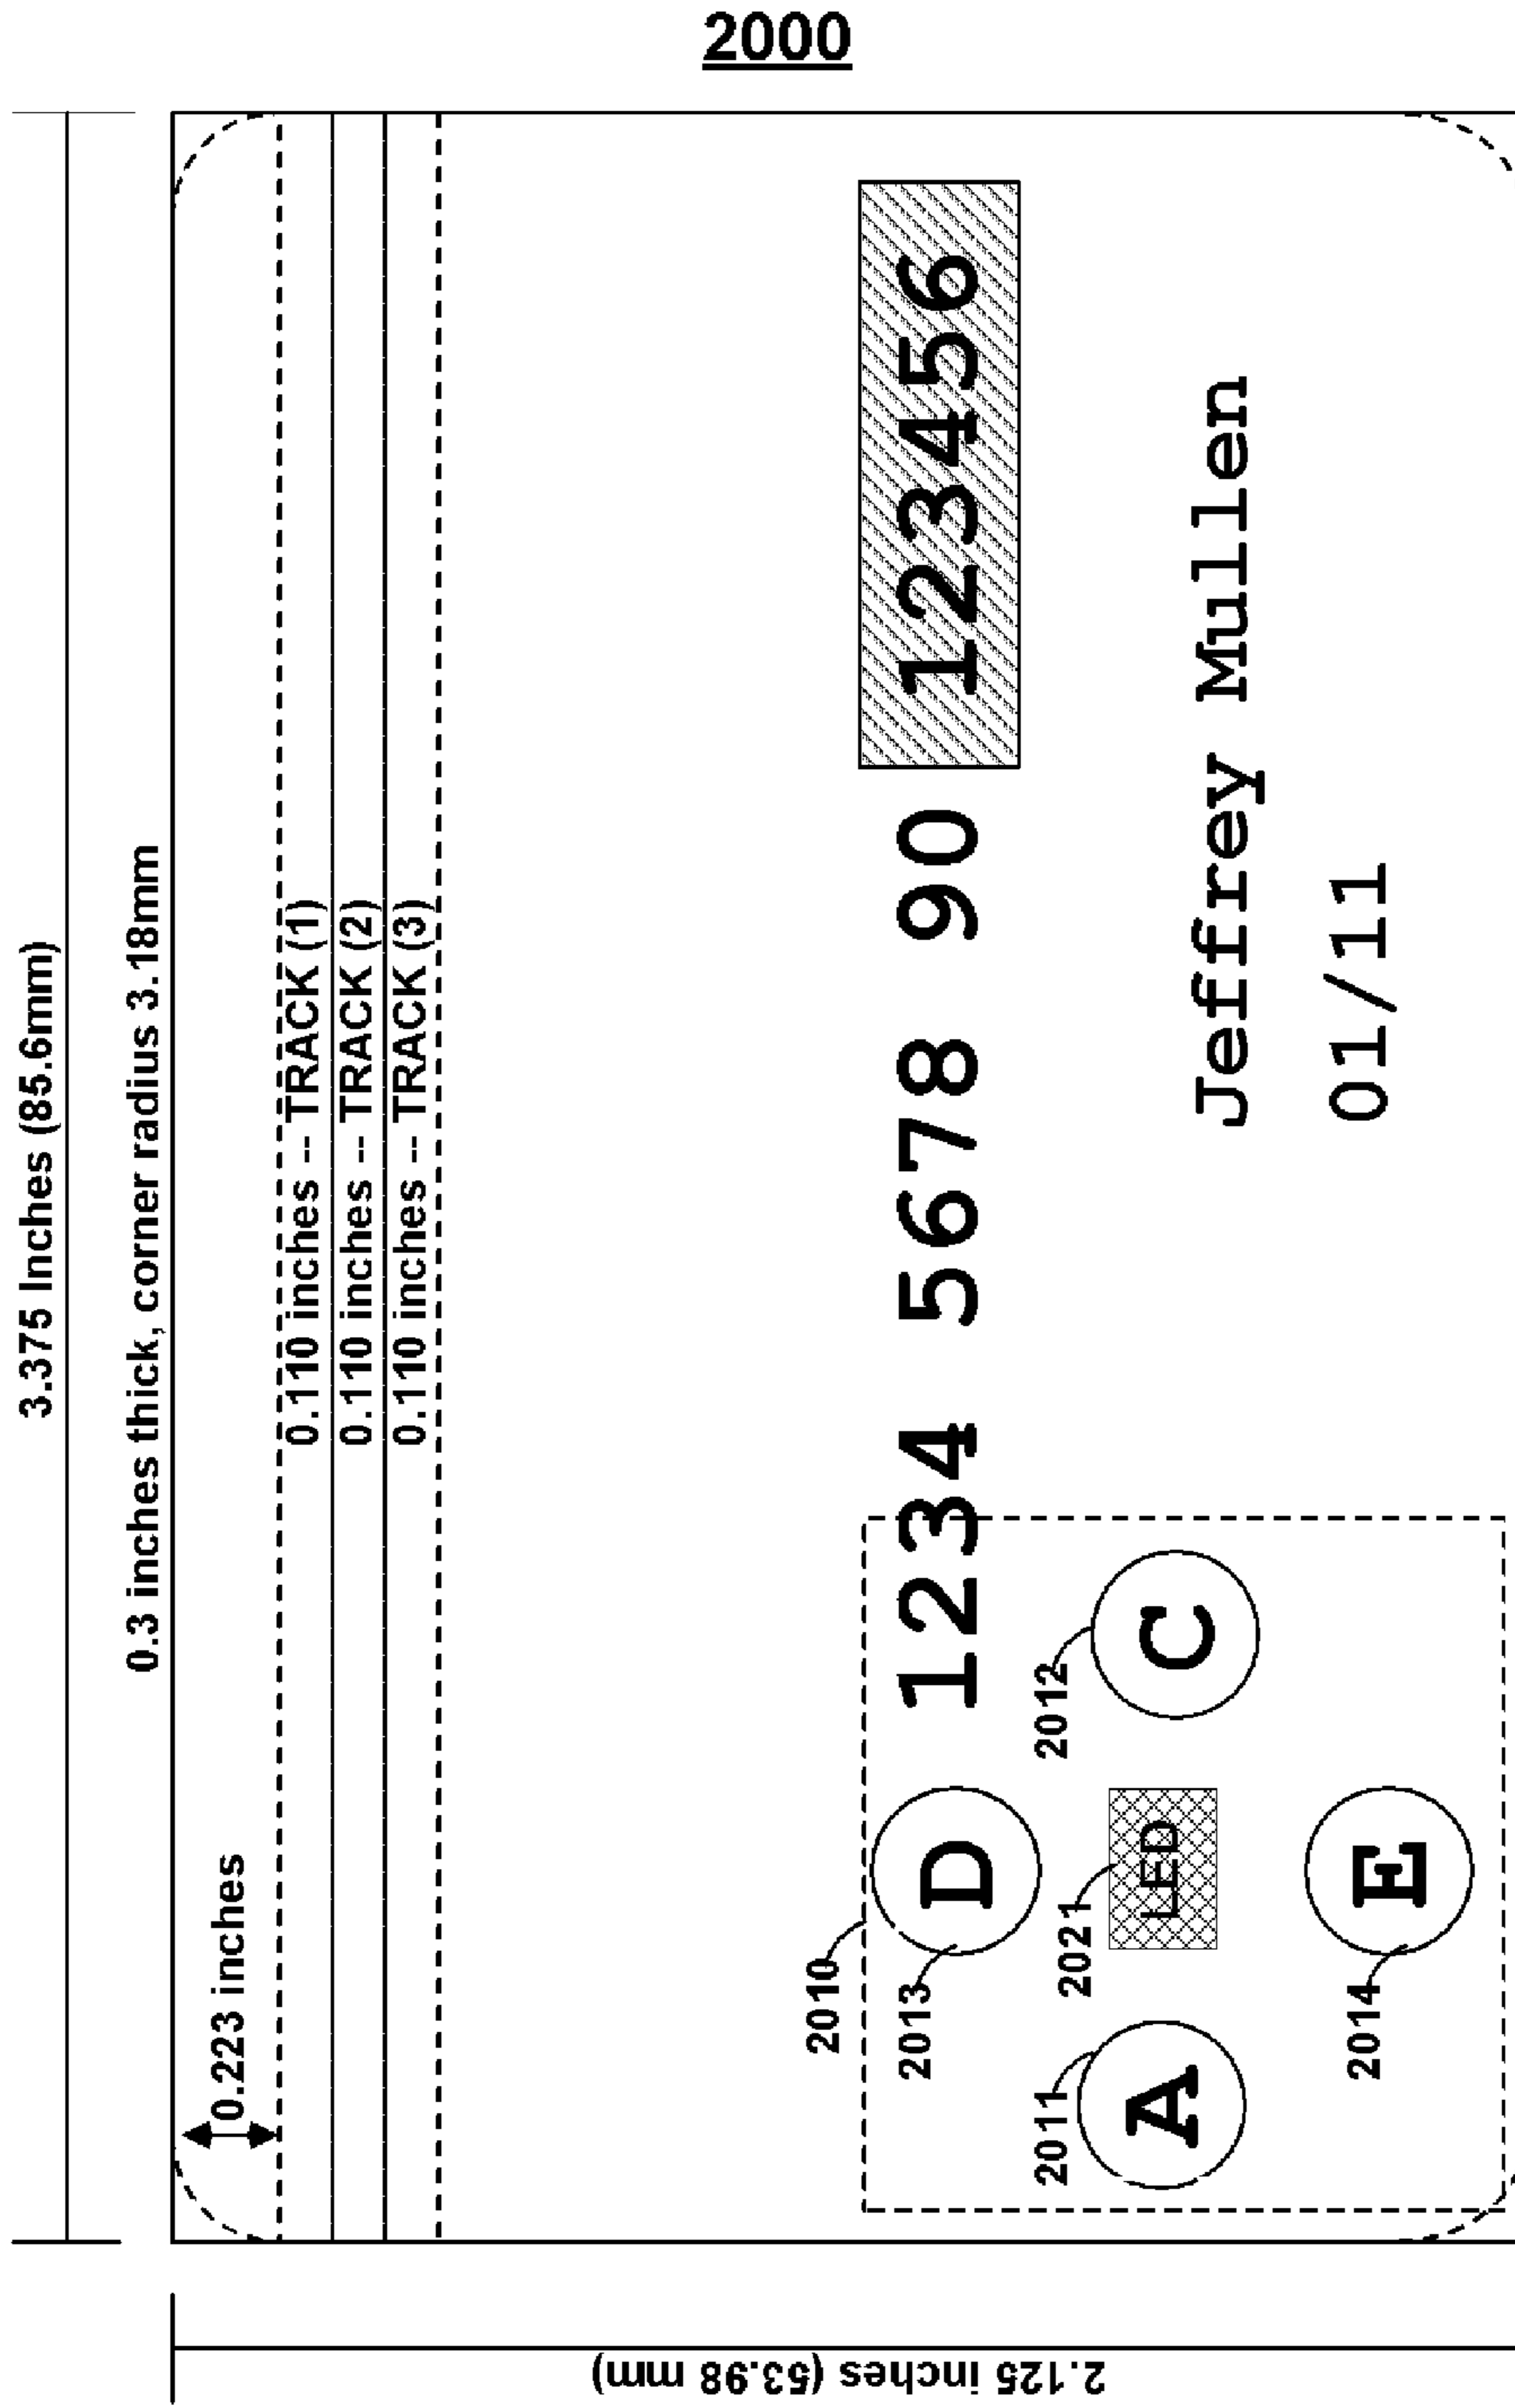 2000
3.375 Inches (85.6mm)
0.3 inches thick, corner radius 3.18mm
0.223 inches
0.110 inches -- TRACK (1)
0.110 inches -- TRACK (2)
0.110 inches -- TRACK (3)
2010
2013
D
1234 5678 90 123456
2011
A
2021
LED
2012
C
Jeffrey Mullen
01/11
2014
E
2.125 inches (53.98 mm)